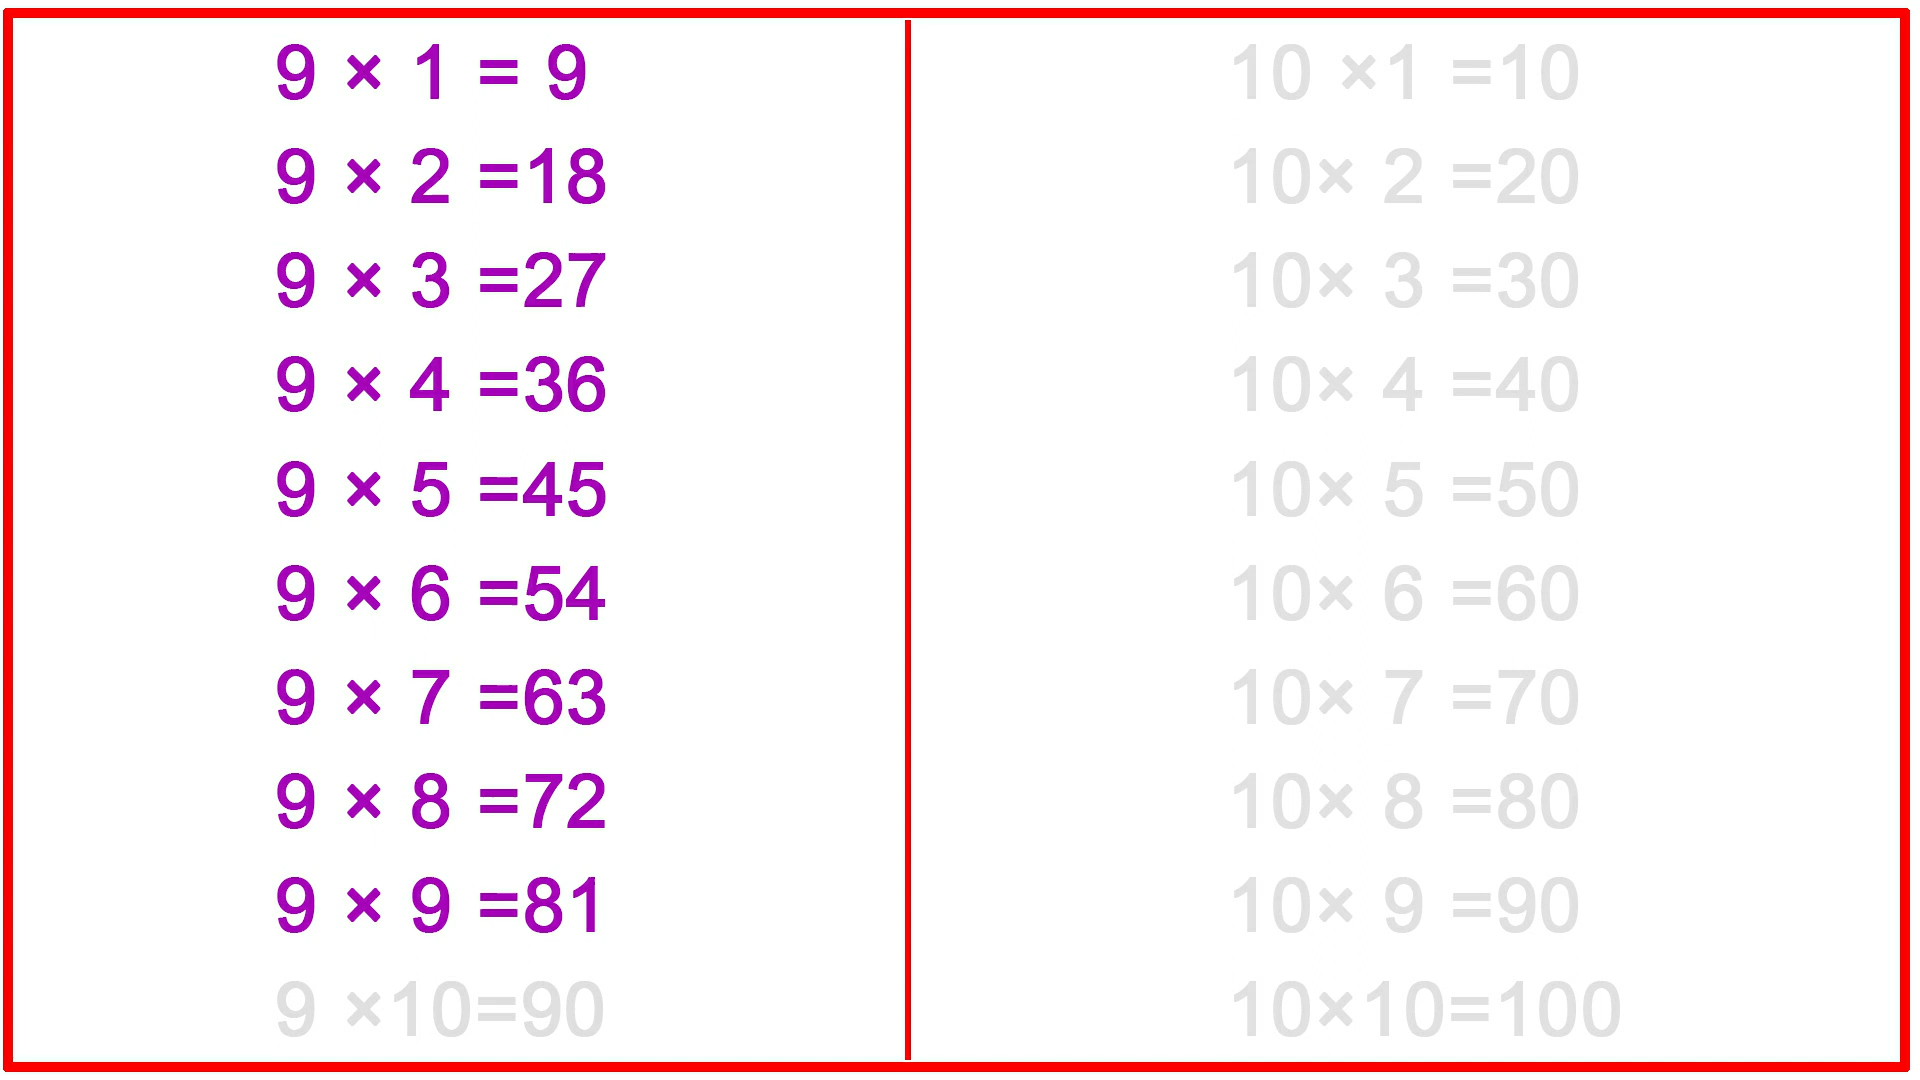 9 × 1 = 9
9 × 2 =18
9 × 3 =27
9 × 4 =36
9 × 5 =45
9 × 6 =54
9 × 7 =63
9 × 8 =72
9 × 9 =81
9 ×10=90
10 ×1 =10
10× 2 =20
10× 3 =30
10× 4 =40
10× 5 =50
10× 6 =60
10× 7 =70
10× 8 =80
10× 9 =90
10×10=100